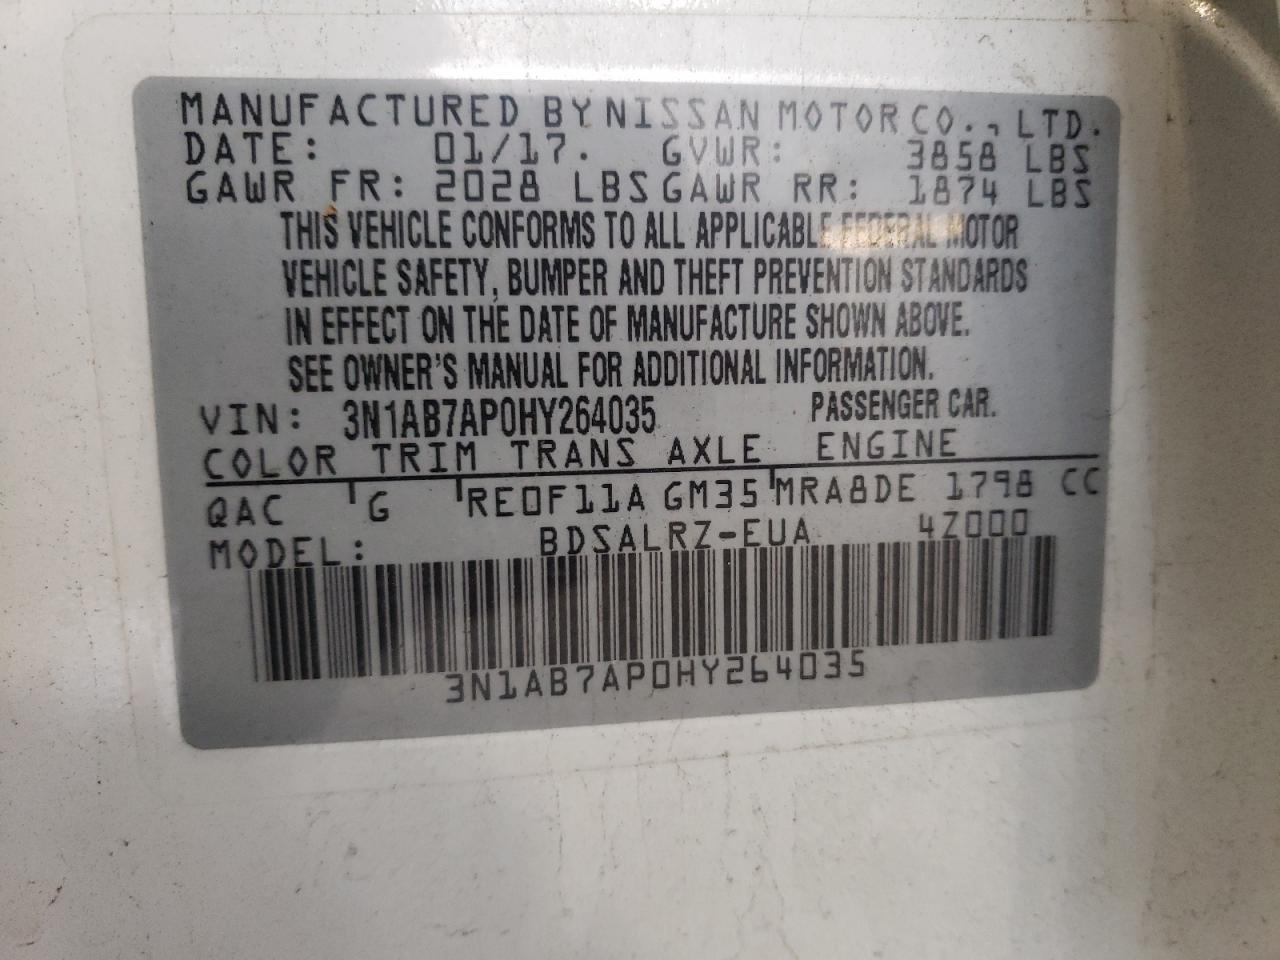 MANUFACTURED BY NISSAN MOTOR CO., LTD.
DATE: 01/17. GVWR: 3858 LBS
GAWR FR: 2028 LBS GAWR RR: 1874 LBS
THIS VEHICLE CONFORMS TO ALL APPLICABLE FEDERAL MOTOR
VEHICLE SAFETY, BUMPER AND THEFT PREVENTION STANDARDS
IN EFFECT ON THE DATE OF MANUFACTURE SHOWN ABOVE.
SEE OWNER'S MANUAL FOR ADDITIONAL INFORMATION.
VIN: 3N1AB7AP0HY264035 PASSENGER CAR.
COLOR TRIM TRANS AXLE ENGINE
QAC G RE0F11A GM35 MRA8DE 1798 CC
MODEL: BDSALRZ-EUA 4Z000
3N1AB7AP0HY264035